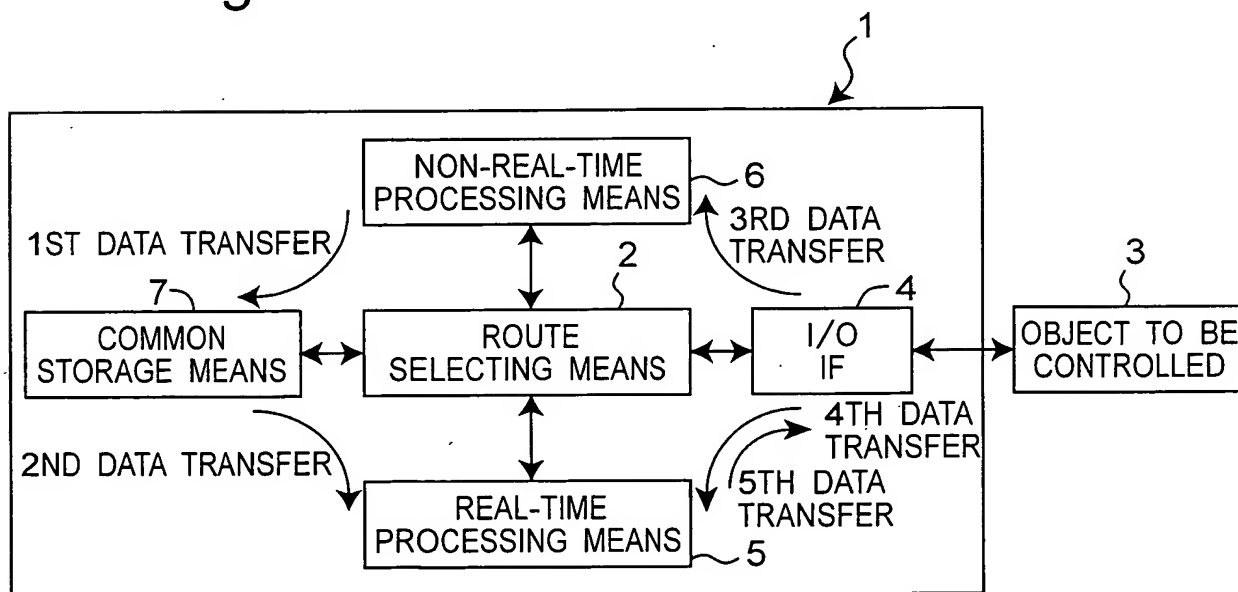 1
NON-REAL-TIME
PROCESSING MEANS
6
1ST DATA TRANSFER
3RD DATA
TRANSFER
7
2
4
3
COMMON
STORAGE MEANS
ROUTE
SELECTING MEANS
I/O
IF
OBJECT TO BE
CONTROLLED
2ND DATA TRANSFER
4TH DATA
TRANSFER
5TH DATA
TRANSFER
REAL-TIME
PROCESSING MEANS
5